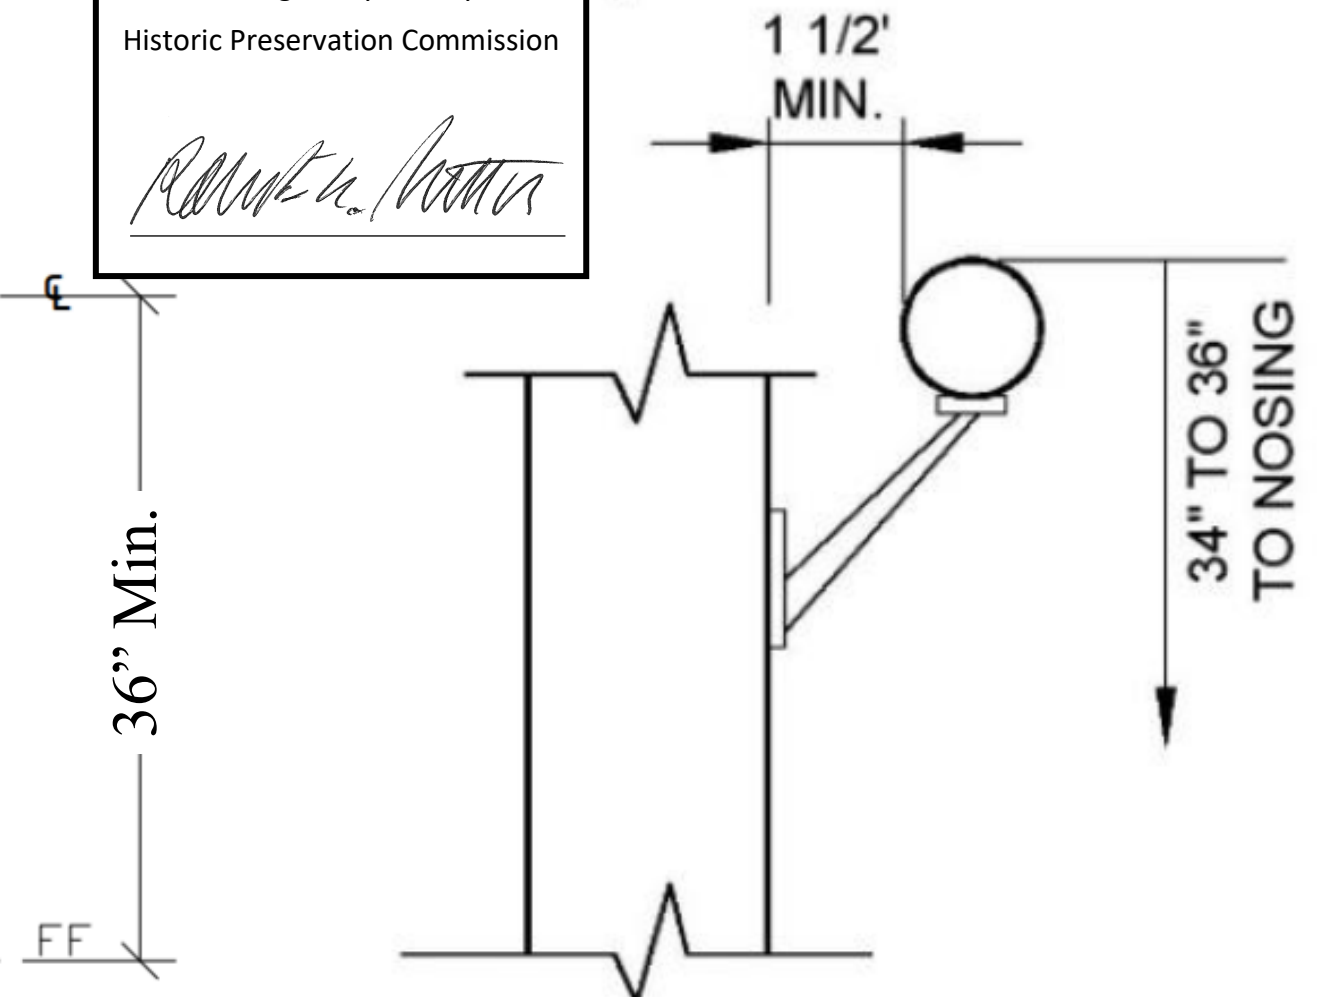 Historic Preservation Commission
1 1/2'
MIN.
℄
36” Min.
FF
34" TO 36"
TO NOSING